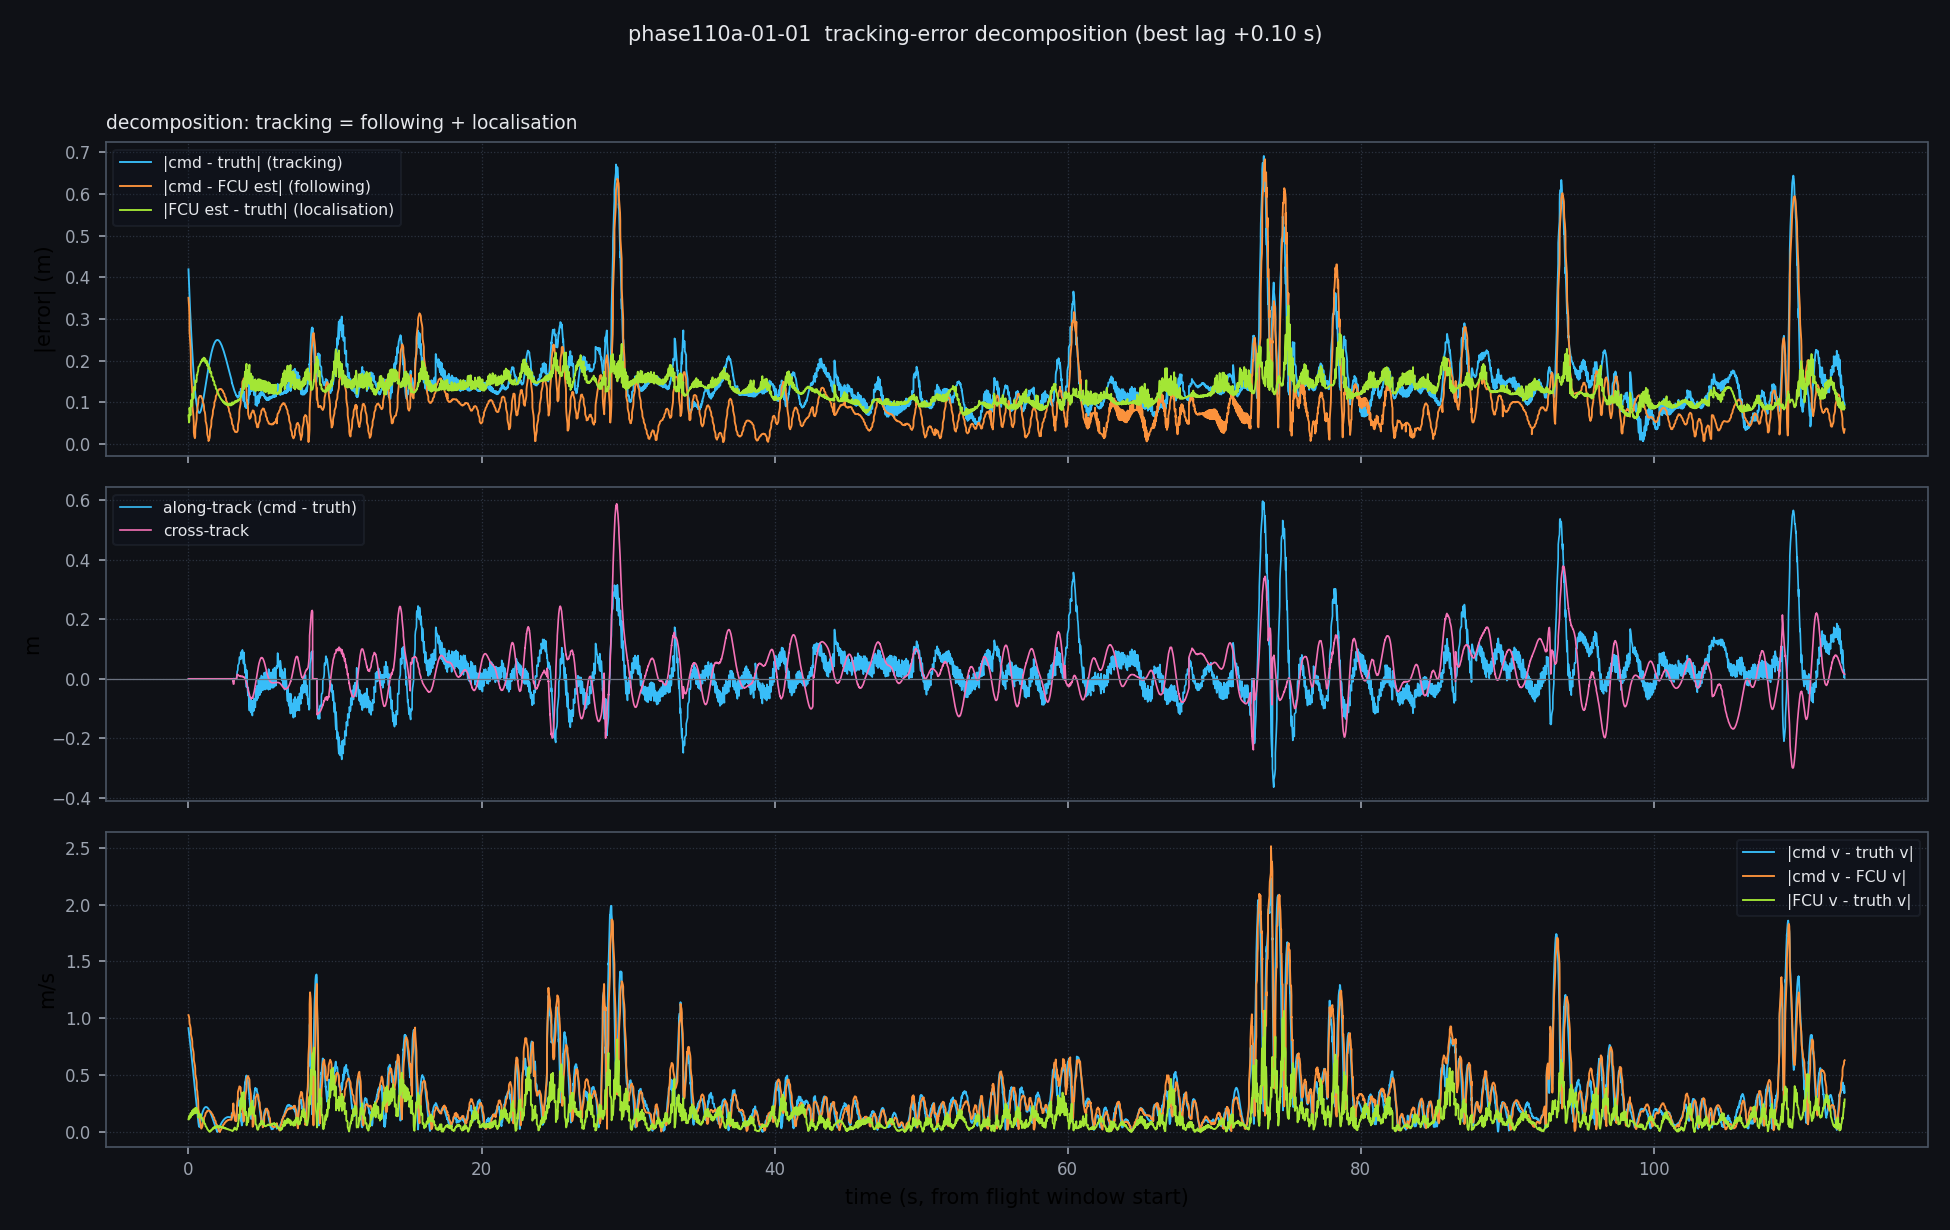 phase110a-01-01  tracking-error decomposition (best lag +0.10 s)
decomposition: tracking = following + localisation
|error| (m)
0.7
0.6
0.5
0.4
0.3
0.2
0.1
0.0
|cmd - truth| (tracking)
|cmd - FCU est| (following)
|FCU est - truth| (localisation)
m
0.6
0.4
0.2
0.0
−0.2
−0.4
along-track (cmd - truth)
cross-track
m/s
2.5
2.0
1.5
1.0
0.5
0.0
|cmd v - truth v|
|cmd v - FCU v|
|FCU v - truth v|
0 20 40 60 80 100
time (s, from flight window start)